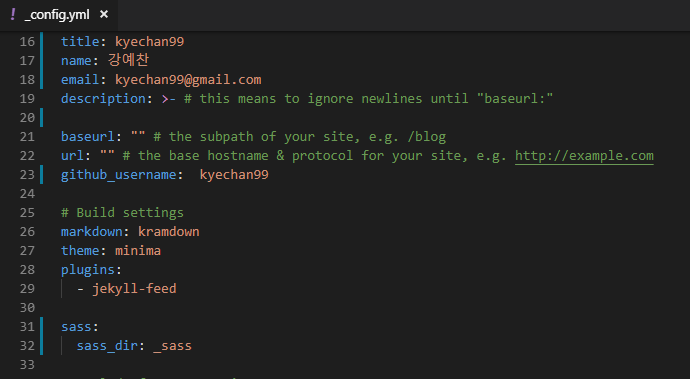 ! _config.yml ×
16 title: kyechan99
17 name: 강예찬
18 email: kyechan99@gmail.com
19 description: >- # this means to ignore newlines until "baseurl:"
20
21 baseurl: "" # the subpath of your site, e.g. /blog
22 url: "" # the base hostname & protocol for your site, e.g. http://example.com
23 github_username:  kyechan99
24
25 # Build settings
26 markdown: kramdown
27 theme: minima
28 plugins:
29   - jekyll-feed
30
31 sass:
32   sass_dir: _sass
33